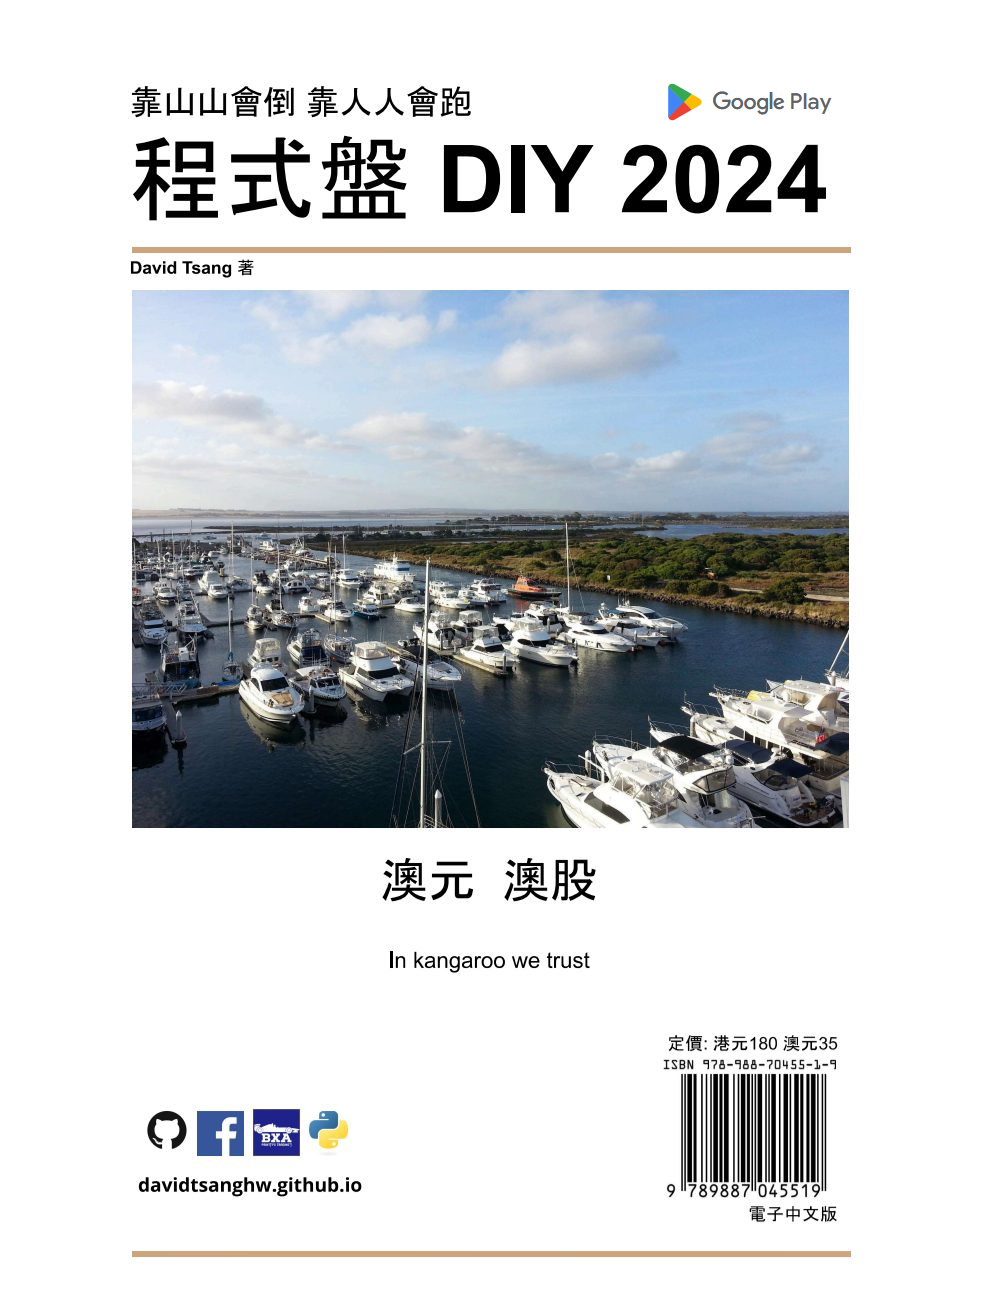 靠山山會倒 靠人人會跑
Google Play
程式盤 DIY 2024
David Tsang 著
澳元 澳股
In kangaroo we trust
定價: 港元180 澳元35
ISBN 978-988-70455-1-9
BXA
davidtsanghw.github.io
9 789887 045519
電子中文版